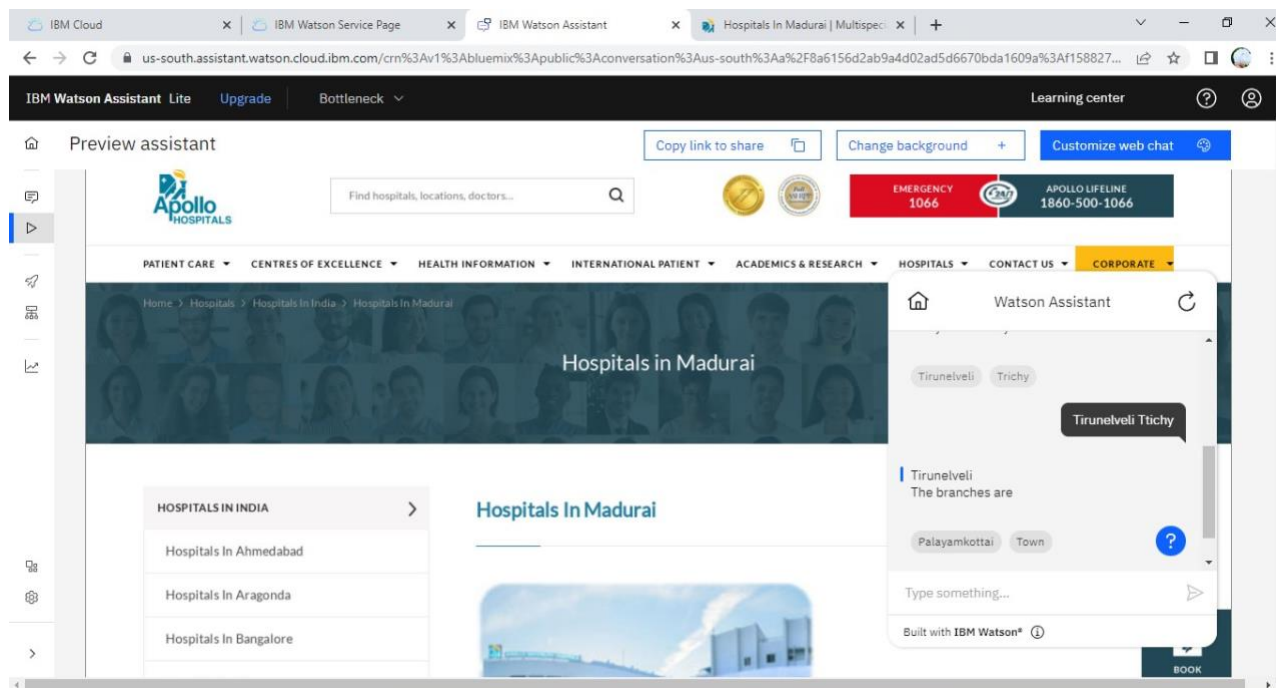 IBM Cloud
IBM Watson Service Page
IBM Watson Assistant
Hospitals In Madurai | Multispeci
us-south.assistant.watson.cloud.ibm.com/crn%3Av1%3Abluemix%3Apublic%3Aconversation%3Aus-south%3Aa%2F8a6156d2ab9a4d02ad5d6670bda1609a%3Af158827...
IBM Watson Assistant Lite Upgrade Bottleneck
Learning center
Preview assistant
Copy link to share
Change background +
Customize web chat
Apollo
HOSPITALS
Find hospitals, locations, doctors...
EMERGENCY
1066
24/7
APOLLO LIFELINE
1860-500-1066
PATIENT CARE CENTRES OF EXCELLENCE HEALTH INFORMATION INTERNATIONAL PATIENT ACADEMICS & RESEARCH HOSPITALS CONTACT US CORPORATE
Home > Hospitals > Hospitals In India > Hospitals In Madurai
Hospitals in Madurai
HOSPITALS IN INDIA
Hospitals In Ahmedabad
Hospitals In Aragonda
Hospitals In Bangalore
Hospitals In Madurai
Watson Assistant
Tirunelveli Trichy
Tirunelveli Ttichy
Tirunelveli
The branches are
Palayamkottai Town
?
Type something...
Built with IBM Watson®
BOOK